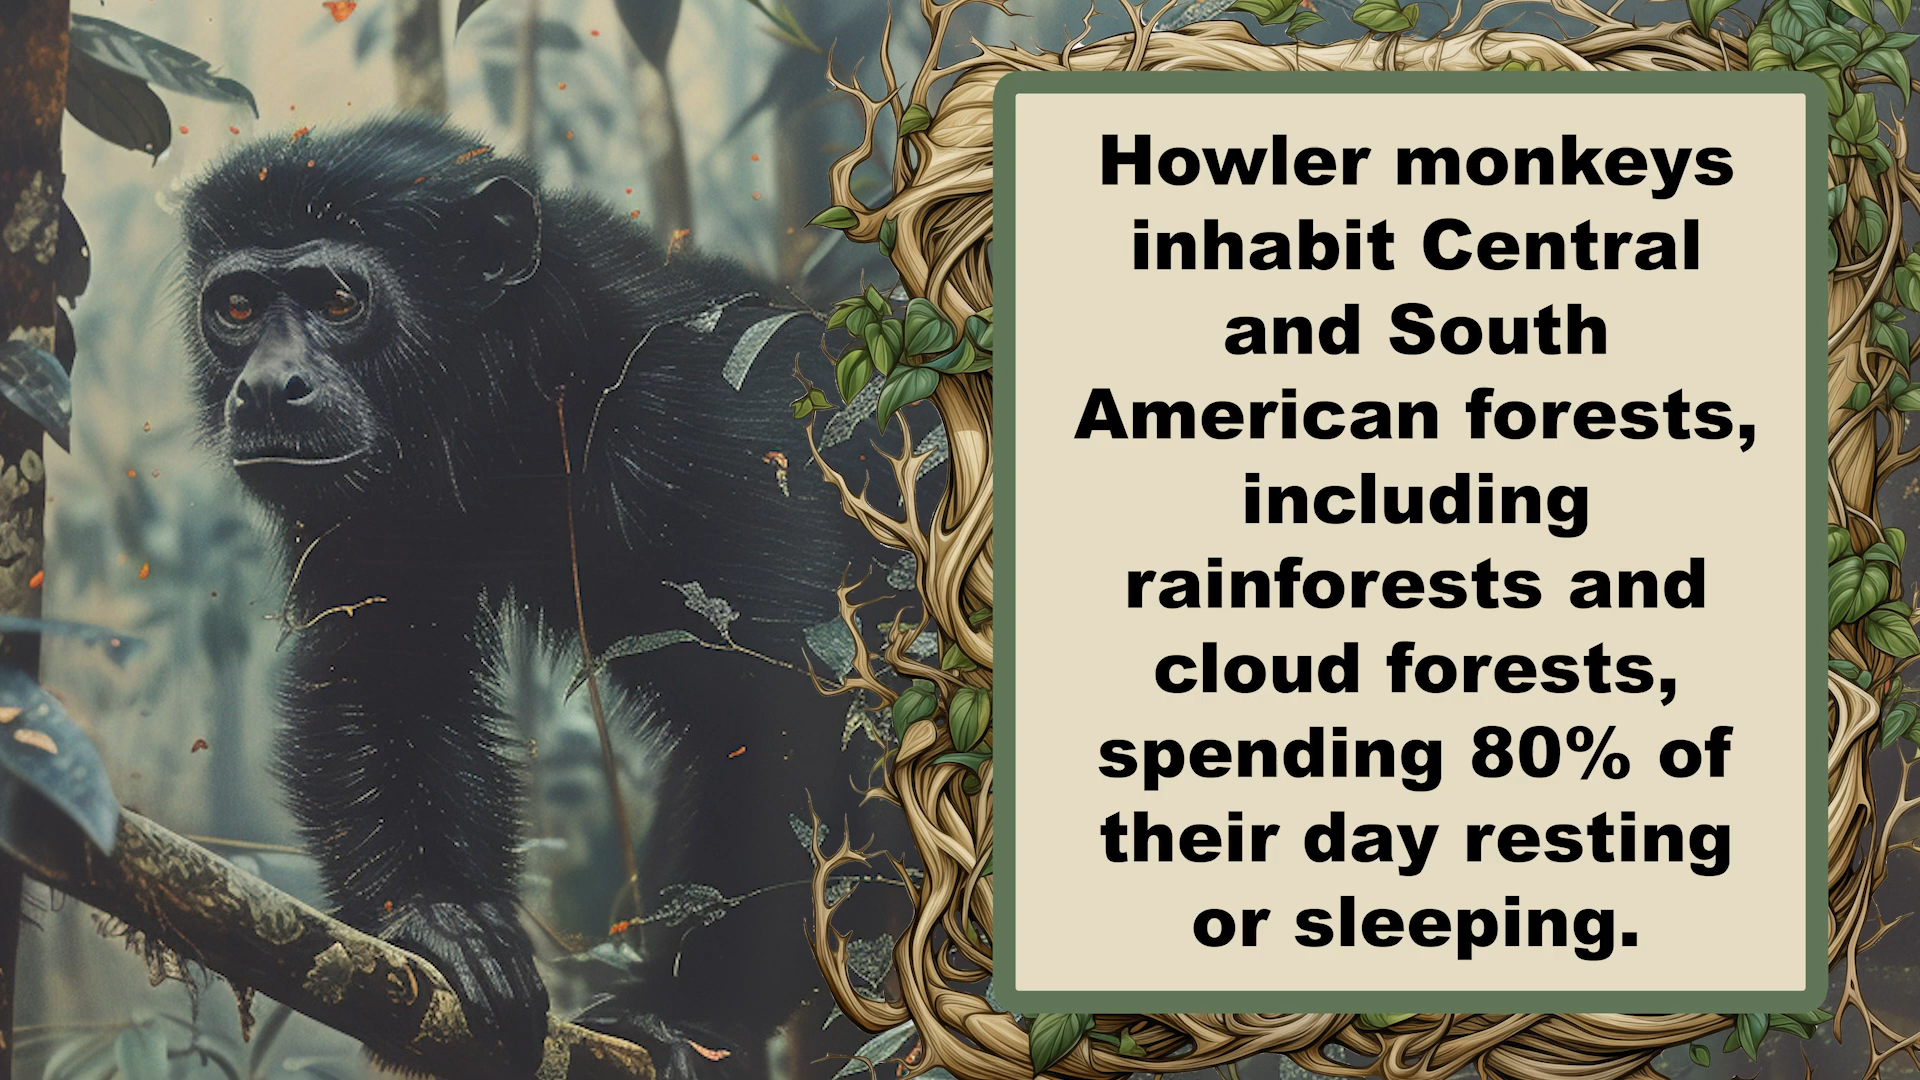 Howler monkeys
inhabit Central
and South
American forests,
including
rainforests and
cloud forests,
spending 80% of
their day resting
or sleeping.